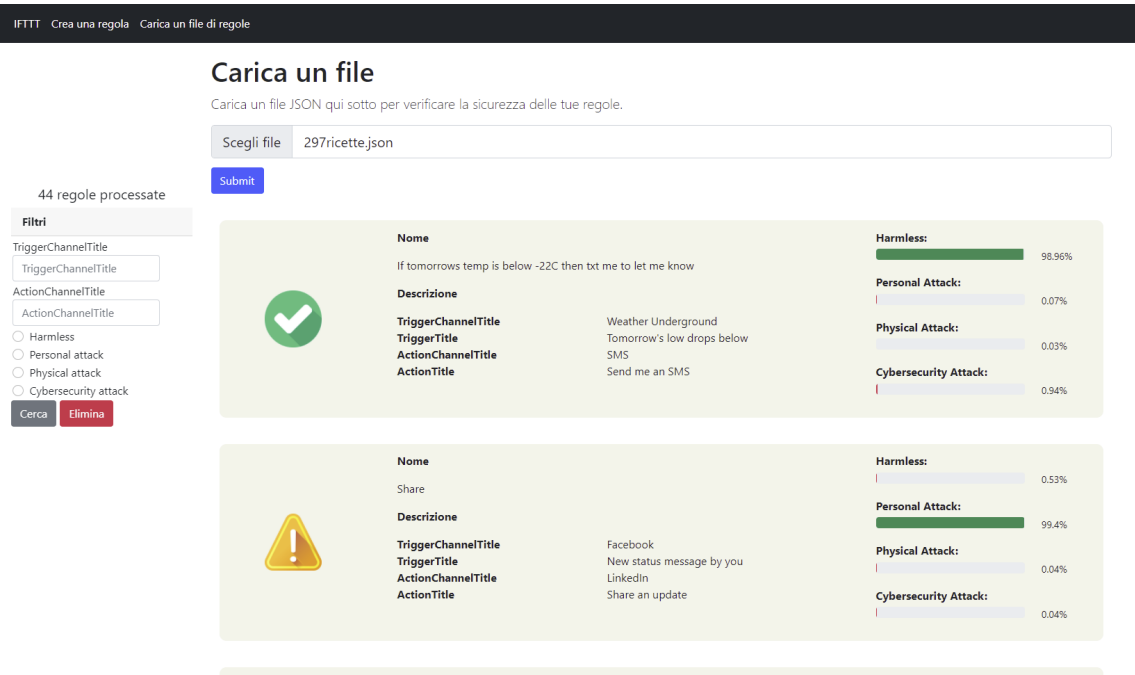 IFTTT Crea una regola Carica un file di regole
Carica un file
Carica un file JSON qui sotto per verificare la sicurezza delle tue regole.
Scegli file 297ricette.json
Submit
44 regole processate
Filtri
TriggerChannelTitle
TriggerChannelTitle
ActionChannelTitle
ActionChannelTitle
Harmless
Personal attack
Physical attack
Cybersecurity attack
Cerca Elimina
Nome
If tomorrows temp is below -22C then txt me to let me know
Descrizione
TriggerChannelTitle Weather Underground
TriggerTitle Tomorrow's low drops below
ActionChannelTitle SMS
ActionTitle Send me an SMS
Harmless:
98.96%
Personal Attack:
0.07%
Physical Attack:
0.03%
Cybersecurity Attack:
0.94%
Nome
Share
Descrizione
TriggerChannelTitle Facebook
TriggerTitle New status message by you
ActionChannelTitle LinkedIn
ActionTitle Share an update
Harmless:
0.53%
Personal Attack:
99.4%
Physical Attack:
0.04%
Cybersecurity Attack:
0.04%